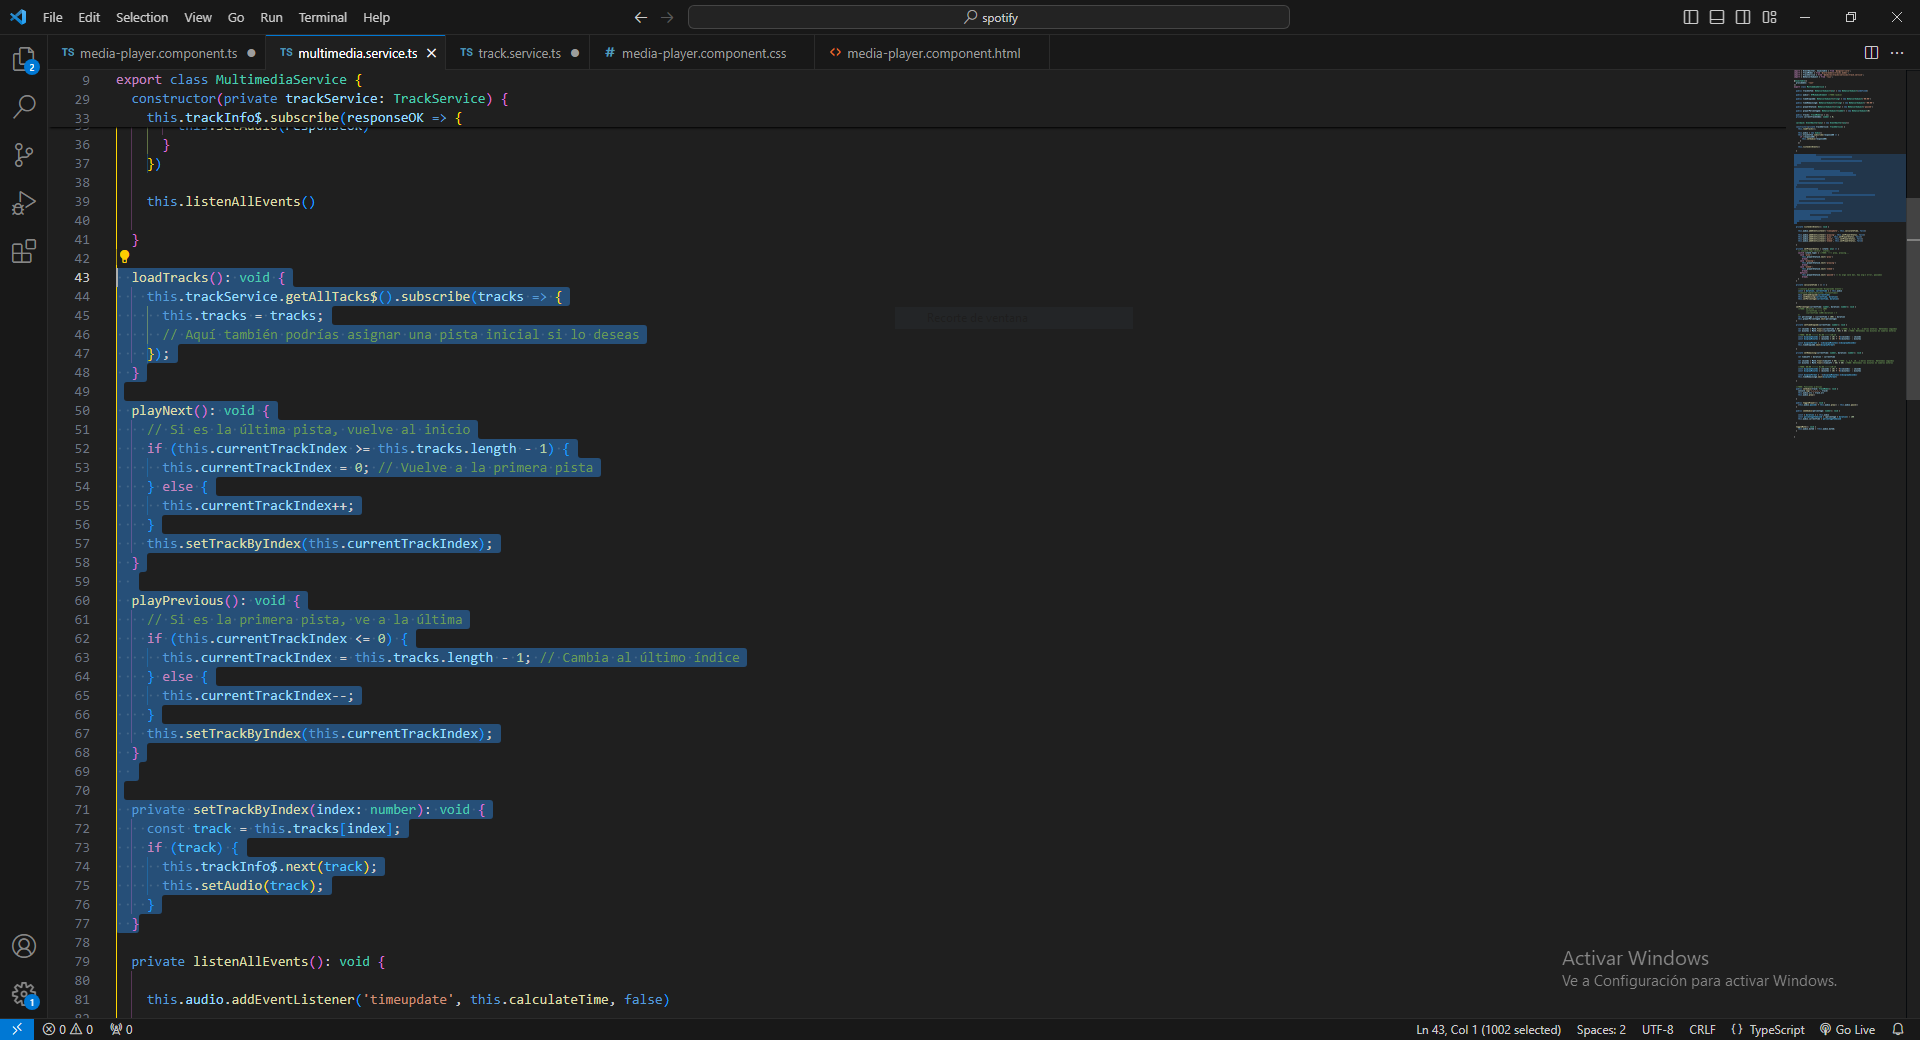 File Edit Selection View Go Run Terminal Help
spotify
TS media-player.component.ts
TS multimedia.service.ts
TS track.service.ts
# media-player.component.css
<> media-player.component.html
9 export class MultimediaService {
29 constructor(private trackService: TrackService) {
33 this.trackInfo$.subscribe(responseOK => {
36 }
37 })
38
39 this.listenAllEvents()
40
41 }
42
43 loadTracks(): void {
44 this.trackService.getAllTacks$().subscribe(tracks => {
45 this.tracks = tracks;
46 // Aquí también podrías asignar una pista inicial si lo deseas
47 });
48 }
49
50 playNext(): void {
51 // Si es la última pista, vuelve al inicio
52 if (this.currentTrackIndex >= this.tracks.length - 1) {
53 this.currentTrackIndex = 0; // Vuelve a la primera pista
54 } else {
55 this.currentTrackIndex++;
56 }
57 this.setTrackByIndex(this.currentTrackIndex);
58 }
59
60 playPrevious(): void {
61 // Si es la primera pista, ve a la última
62 if (this.currentTrackIndex <= 0) {
63 this.currentTrackIndex = this.tracks.length - 1; // Cambia al último índice
64 } else {
65 this.currentTrackIndex--;
66 }
67 this.setTrackByIndex(this.currentTrackIndex);
68 }
69
70
71 private setTrackByIndex(index: number): void {
72 const track = this.tracks[index];
73 if (track) {
74 this.trackInfo$.next(track);
75 this.setAudio(track);
76 }
77 }
78
79 private listenAllEvents(): void {
80
81 this.audio.addEventListener('timeupdate', this.calculateTime, false)
2
1
Activar Windows
Ve a Configuración para activar Windows.
0 0 0
Ln 43, Col 1 (1002 selected) Spaces: 2 UTF-8 CRLF {} TypeScript Go Live